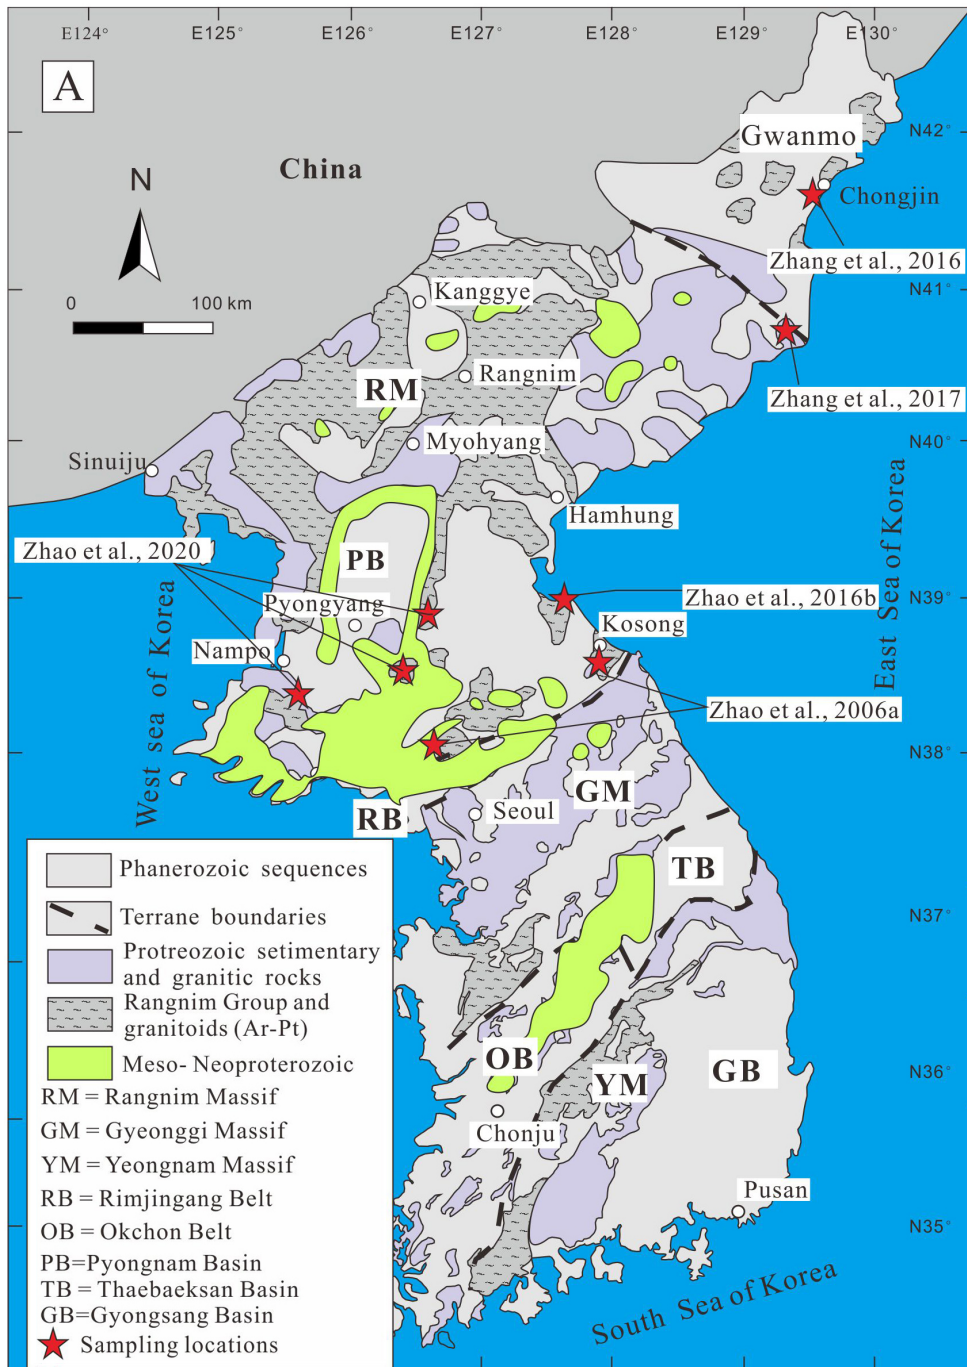 E124° E125° E126° E127° E128° E129° E130°
A
N42°
Gwanmo
China
N
Chongjin
Zhang et al., 2016
0 100 km
Kanggye
N41°
Rangnim
RM
Zhang et al., 2017
Myohyang
N40°
Sinuiju
Hamhung
Zhao et al., 2020
PB
East Sea of Korea
Zhao et al., 2016b
N39°
Pyongyang
Kosong
Nampo
West sea of Korea
Zhao et al., 2006a
N38°
GM
RB
Seoul
TB
Phanerozoic sequences
Terrane boundaries
N37°
Protreozoic setimentary
and granitic rocks
Rangnim Group and
granitoids (Ar-Pt)
Meso- Neoproterozoic
OB
YM
GB
N36°
RM = Rangnim Massif
GM = Gyeonggi Massif
Chonju
YM = Yeongnam Massif
RB = Rimjingang Belt
Pusan
OB = Okchon Belt
N35°
PB=Pyongnam Basin
TB = Thaebaeksan Basin
GB=Gyongsang Basin
Sampling locations
South Sea of Korea